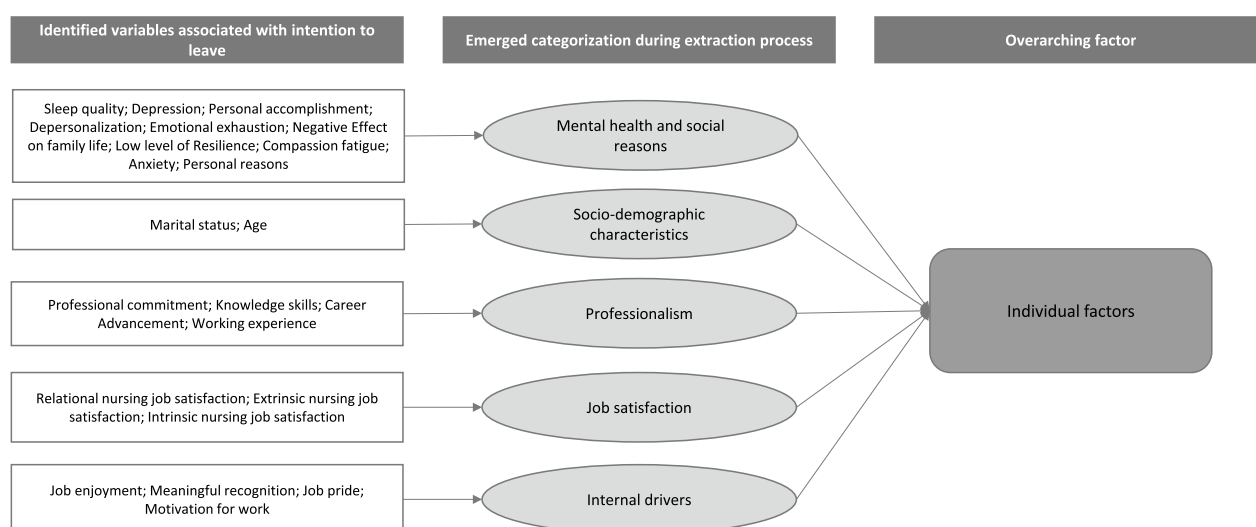 Identified variables associated with intention to
leave
Emerged categorization during extraction process
Overarching factor
Sleep quality; Depression; Personal accomplishment;
Depersonalization; Emotional exhaustion; Negative Effect
on family life; Low level of Resilience; Compassion fatigue;
Anxiety; Personal reasons
Mental health and social
reasons
Marital status; Age
Socio-demographic
characteristics
Professional commitment; Knowledge skills; Career
Advancement; Working experience
Professionalism
Individual factors
Relational nursing job satisfaction; Extrinsic nursing job
satisfaction; Intrinsic nursing job satisfaction
Job satisfaction
Job enjoyment; Meaningful recognition; Job pride;
Motivation for work
Internal drivers